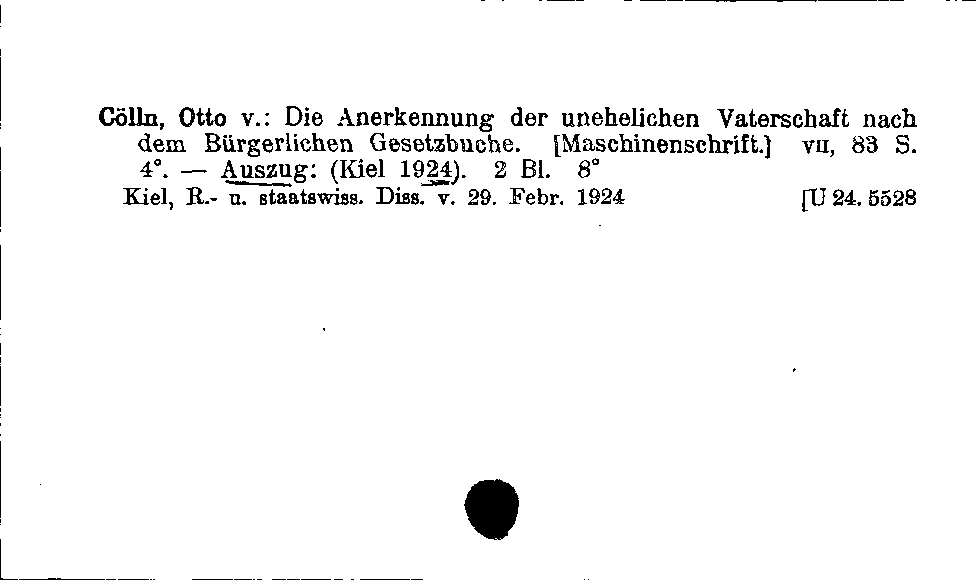 Cölln, Otto v.: Die Anerkennung der unehelichen Vaterschaft nach
dem Bürgerlichen Gesetzbuche. [Maschinenschrift.] VII, 83 S.
4°. — Auszug: (Kiel 1924). 2 Bl. 8°
Kiel, R.- u. staatswiss. Diss. v. 29. Febr. 1924 [U 24. 5528